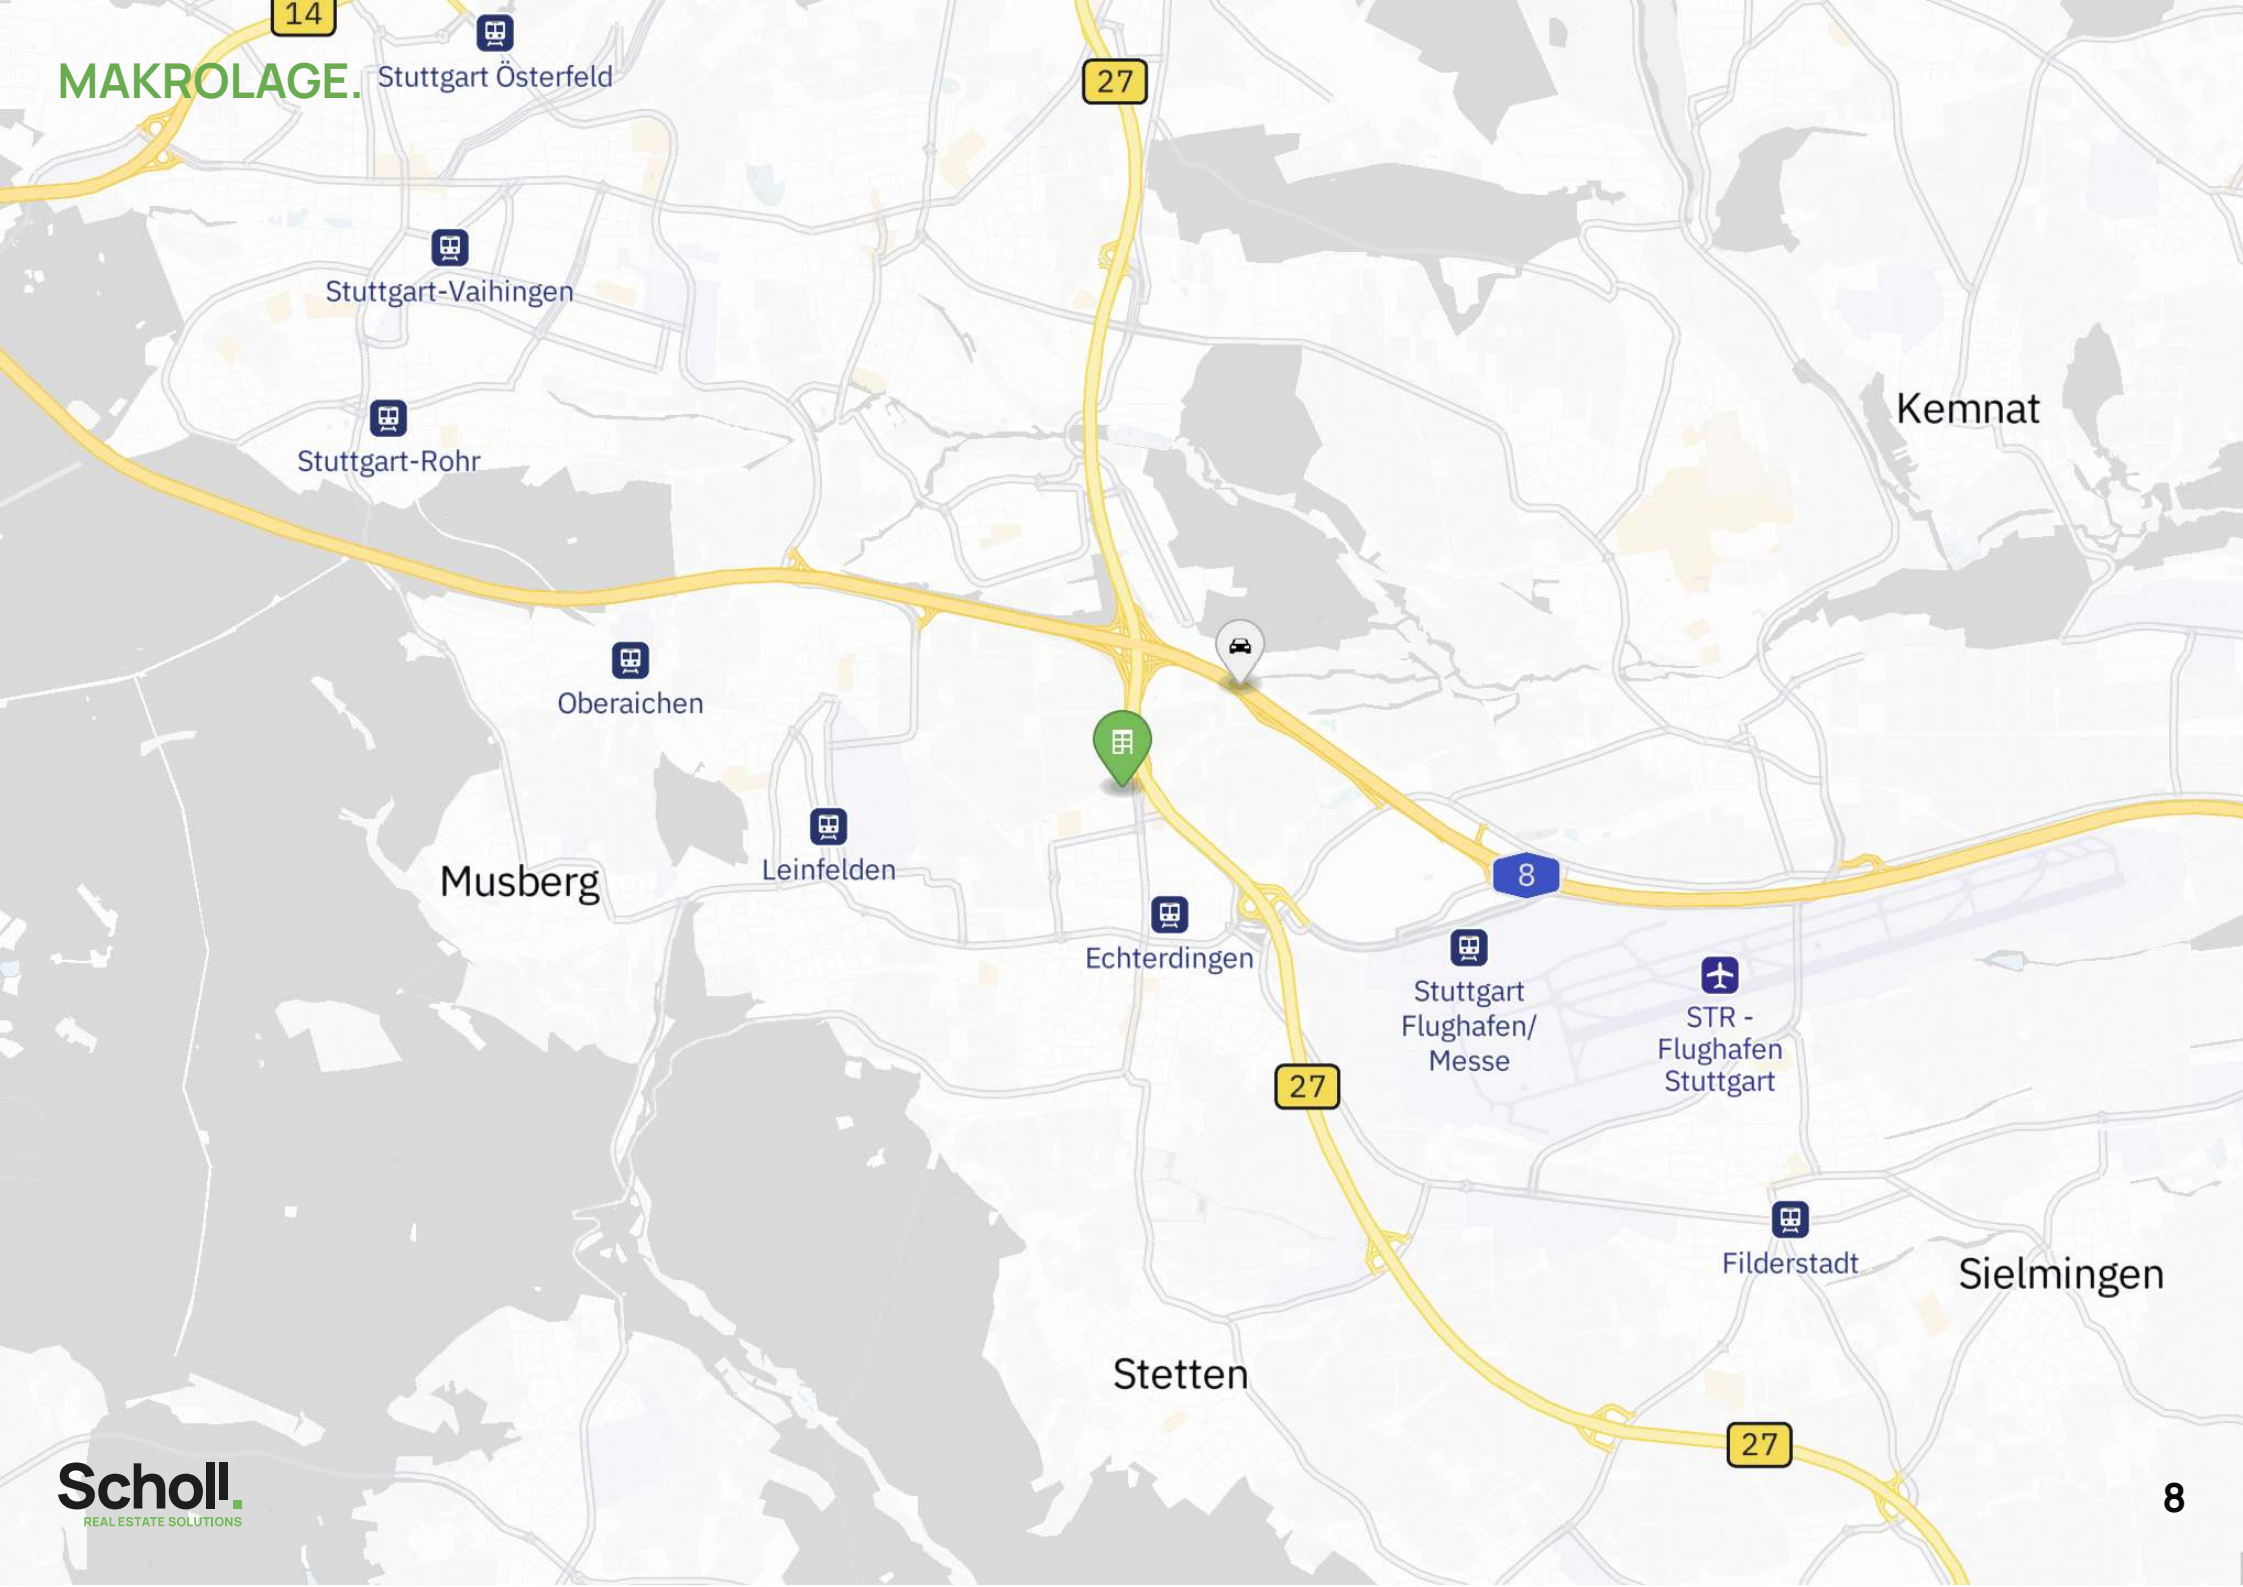 14
MAKROLAGE.
Stuttgart Österfeld
27
Stuttgart-Vaihingen
Kemnat
Stuttgart-Rohr
Oberaichen
Musberg
Leinfelden
8
Echterdingen
Stuttgart
Flughafen/
Messe
STR -
Flughafen
Stuttgart
27
Filderstadt
Sielmingen
Stetten
27
Scholl.
REAL ESTATE SOLUTIONS
8